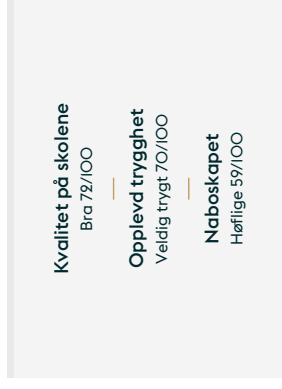 Kvalitet på skolene
Bra 72/100
Opplevd trygghet
Veldig trygt 70/100
Naboskapet
Høflige 59/100